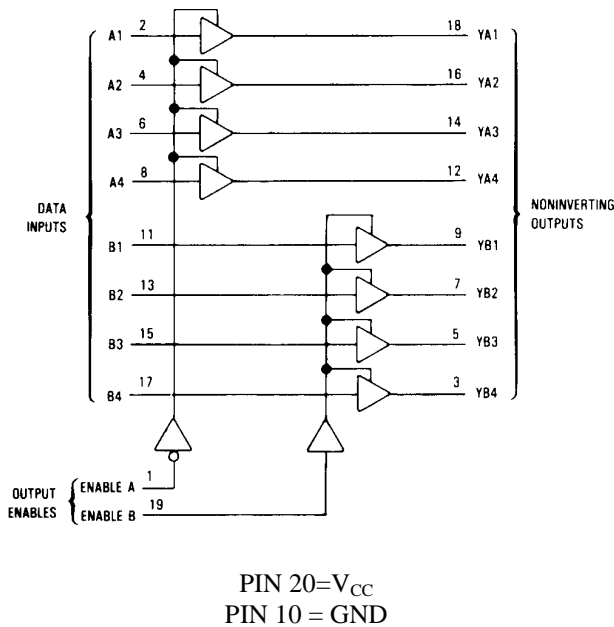 A1 2 18 YA1
A2 4 16 YA2
A3 6 14 YA3
A4 8 12 YA4
DATA
INPUTS
NONINVERTING
OUTPUTS
B1 11 9 YB1
B2 13 7 YB2
B3 15 5 YB3
B4 17 3 YB4
OUTPUT
ENABLES
ENABLE A 1
ENABLE B 19
PIN 20=VCC
PIN 10 = GND